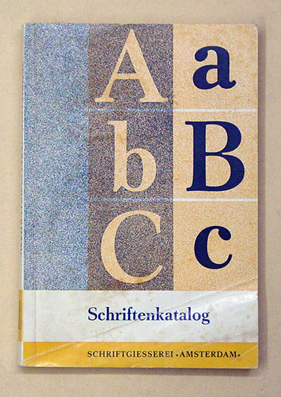 A a
b B
C c
Schriftenkatalog
SCHRIFTGIESSEREI »AMSTERDAM«